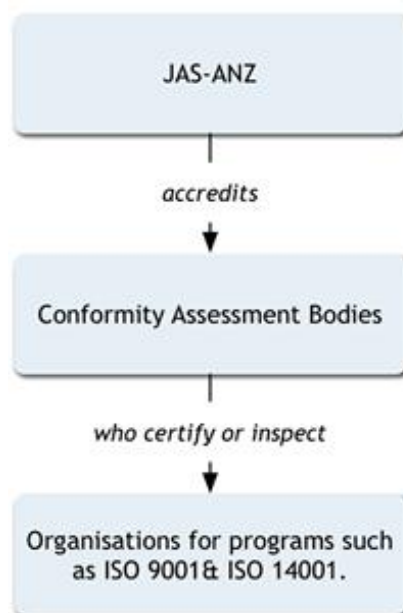 JAS-ANZ
accredits
Conformity Assessment Bodies
who certify or inspect
Organisations for programs such
as ISO 9001& ISO 14001.